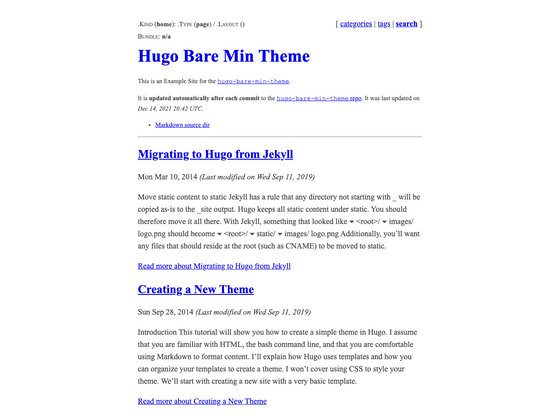 .Kind (home): .Type (page) / .Layout () [ categories | tags | search ]
Bundle: n/a
Hugo Bare Min Theme
This is an Example Site for the hugo-bare-min-theme.
It is updated automatically after each commit to the hugo-bare-min-theme repo. It was last updated on
Dec 14, 2021 20:42 UTC.
• Markdown source dir
Migrating to Hugo from Jekyll
Mon Mar 10, 2014 (Last modified on Wed Sep 11, 2019)
Move static content to static Jekyll has a rule that any directory not starting with _ will be
copied as-is to the _site output. Hugo keeps all static content under static. You should
therefore move it all there. With Jekyll, something that looked like ▾ <root>/ ▾ images/
logo.png should become ▾ <root>/ ▾ static/ ▾ images/ logo.png Additionally, you’ll want
any files that should reside at the root (such as CNAME) to be moved to static.
Read more about Migrating to Hugo from Jekyll
Creating a New Theme
Sun Sep 28, 2014 (Last modified on Wed Sep 11, 2019)
Introduction This tutorial will show you how to create a simple theme in Hugo. I assume
that you are familiar with HTML, the bash command line, and that you are comfortable
using Markdown to format content. I’ll explain how Hugo uses templates and how you
can organize your templates to create a theme. I won’t cover using CSS to style your
theme. We’ll start with creating a new site with a very basic template.
Read more about Creating a New Theme